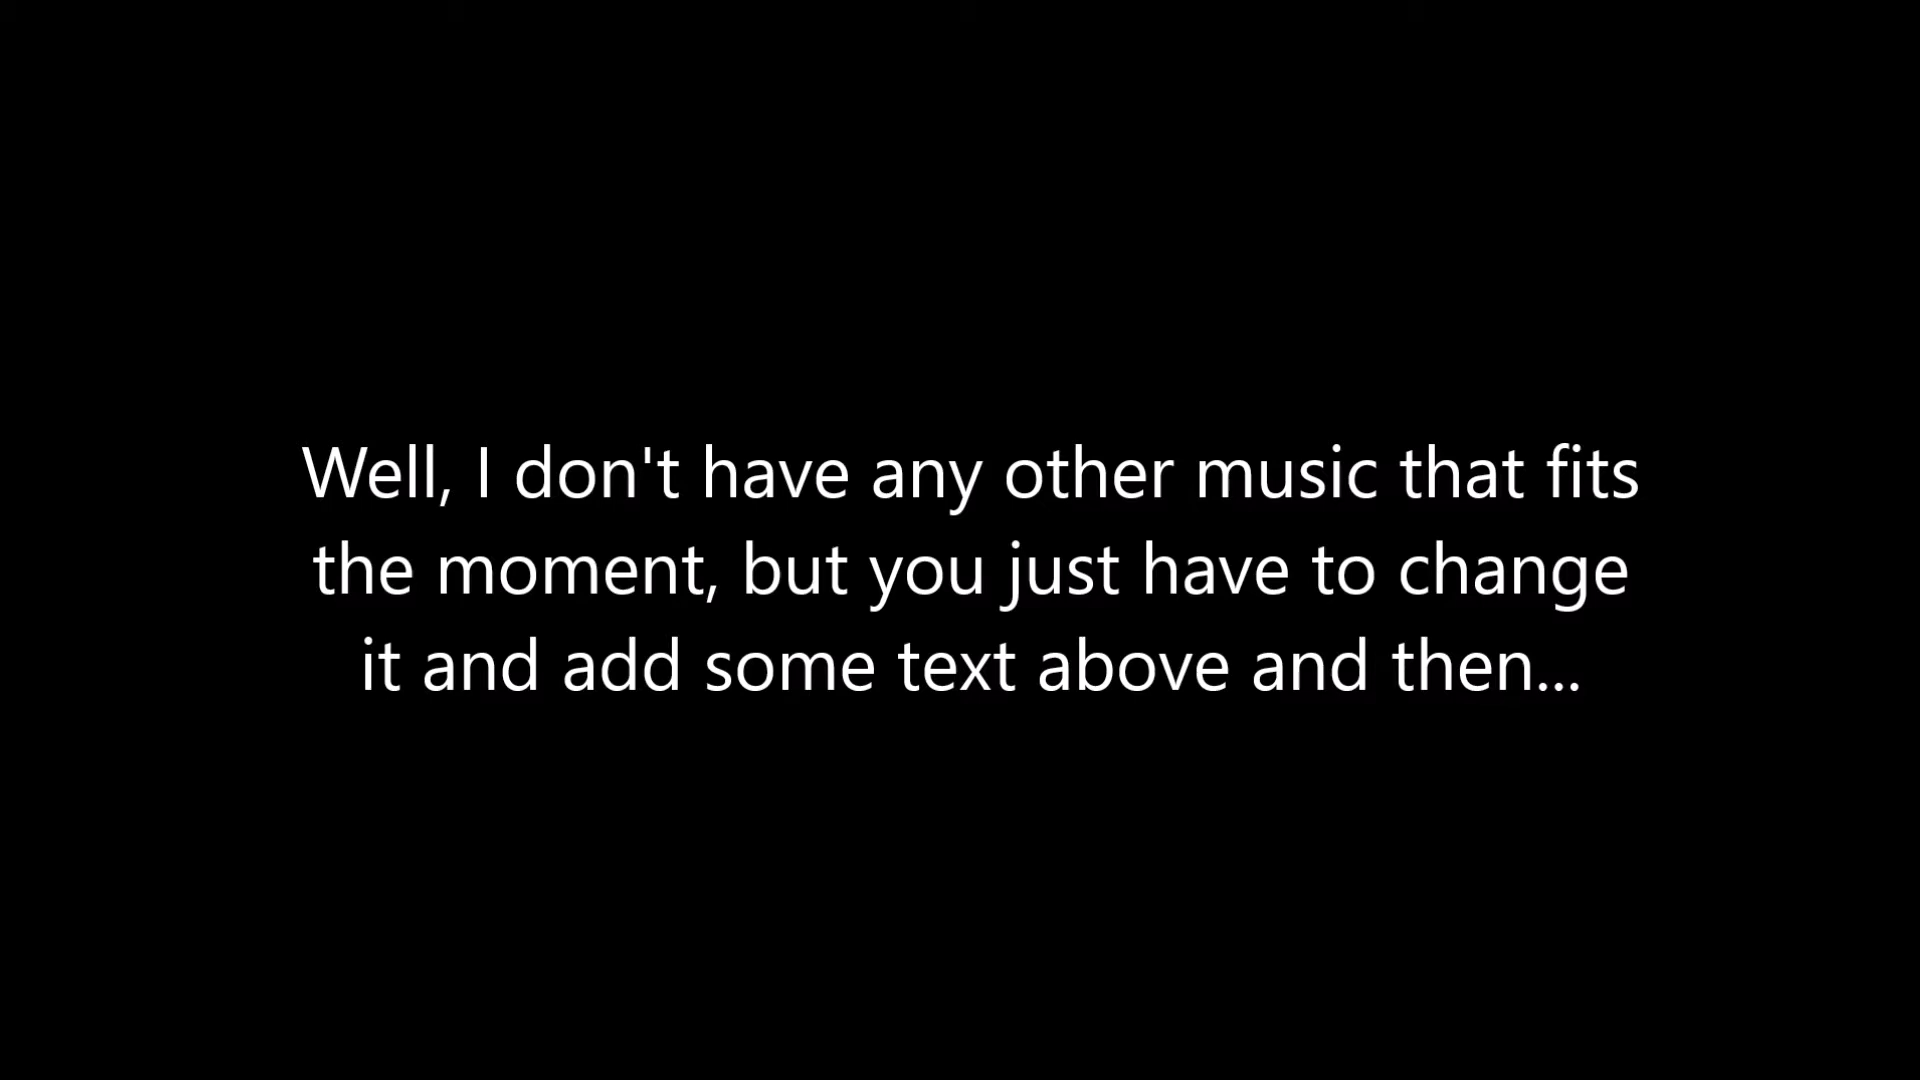 Well, I don't have any other music that fits
the moment, but you just have to change
it and add some text above and then...